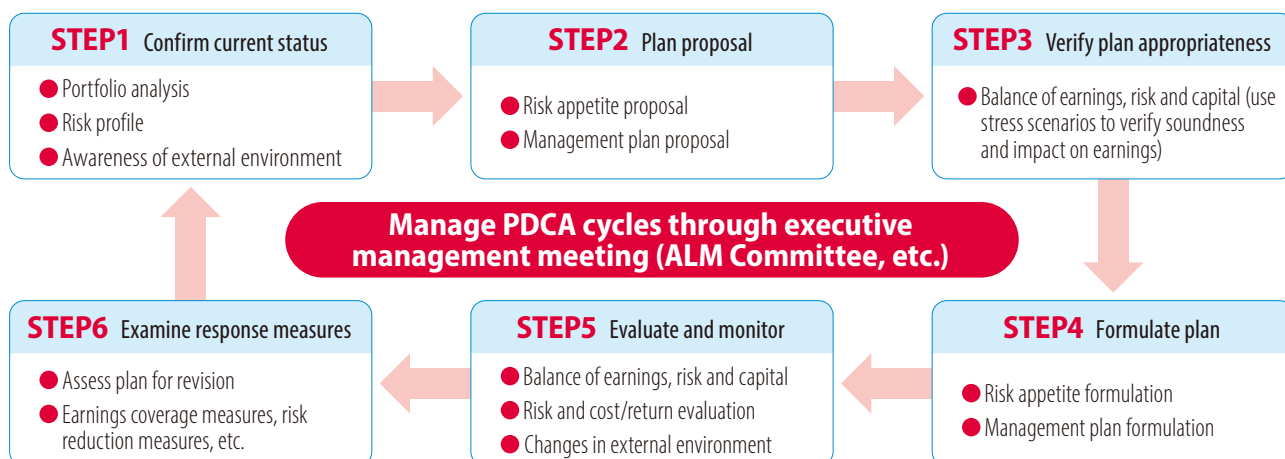 STEP1 Confirm current status
● Portfolio analysis
● Risk profile
● Awareness of external environment
STEP2 Plan proposal
● Risk appetite proposal
● Management plan proposal
STEP3 Verify plan appropriateness
● Balance of earnings, risk and capital (use
stress scenarios to verify soundness
and impact on earnings)
Manage PDCA cycles through executive
management meeting (ALM Committee, etc.)
STEP6 Examine response measures
● Assess plan for revision
● Earnings coverage measures, risk
reduction measures, etc.
STEP5 Evaluate and monitor
● Balance of earnings, risk and capital
● Risk and cost/return evaluation
● Changes in external environment
STEP4 Formulate plan
● Risk appetite formulation
● Management plan formulation